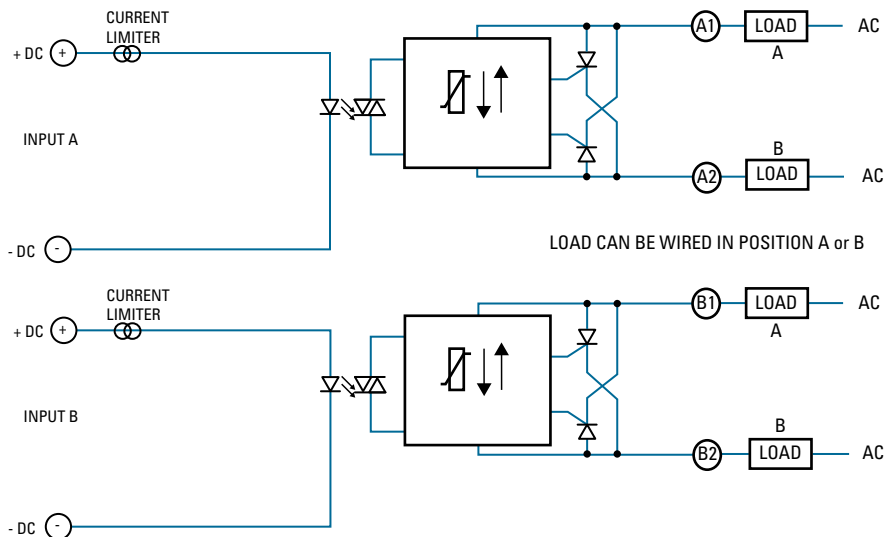 CURRENT
LIMITER
+ DC +
A1 LOAD AC
A
INPUT A
B
A2 LOAD AC
- DC -
LOAD CAN BE WIRED IN POSITION A or B
CURRENT
LIMITER
+ DC +
B1 LOAD AC
A
INPUT B
B
B2 LOAD AC
- DC -